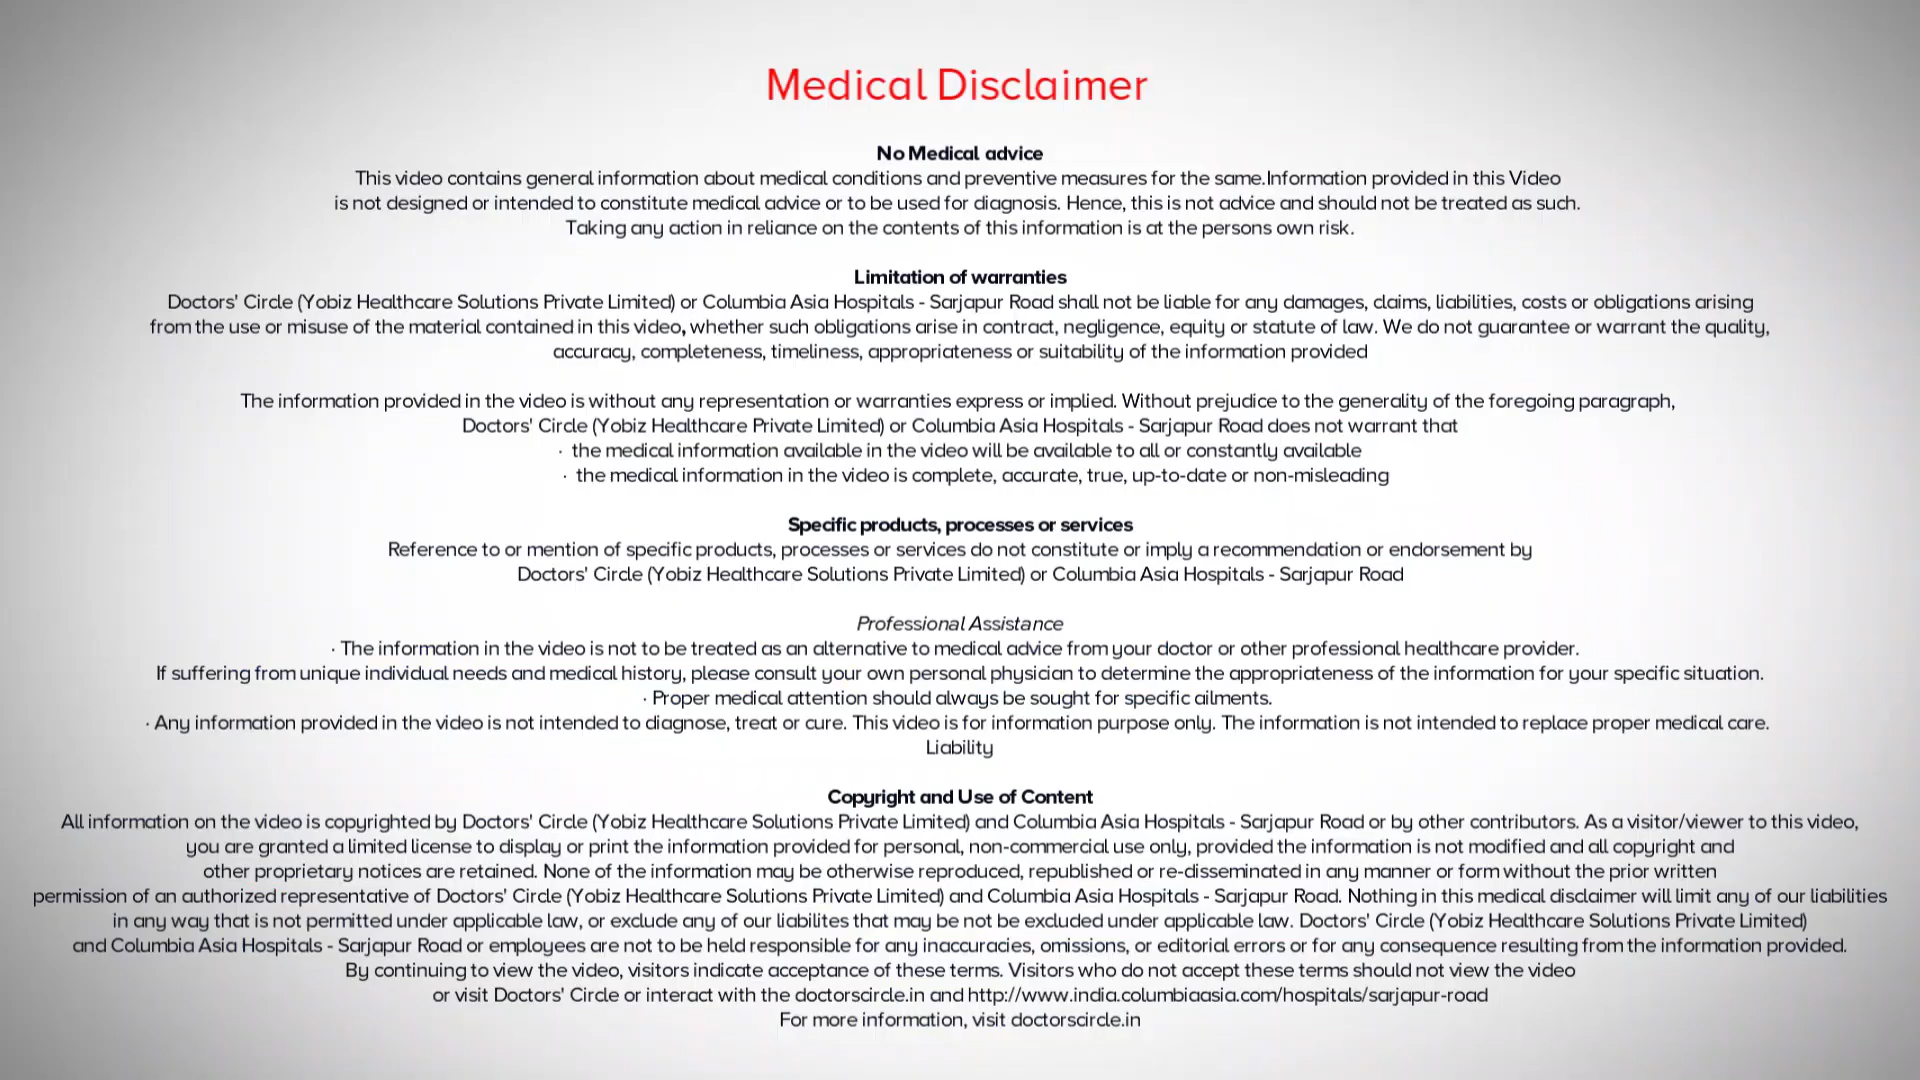 Medical Disclaimer
No Medical advice
This video contains general information about medical conditions and preventive measures for the same.Information provided in this Video
is not designed or intended to constitute medical advice or to be used for diagnosis. Hence, this is not advice and should not be treated as such.
Taking any action in reliance on the contents of this information is at the persons own risk.
Limitation of warranties
Doctors' Circle (Yobiz Healthcare Solutions Private Limited) or Columbia Asia Hospitals - Sarjapur Road shall not be liable for any damages, claims, liabilities, costs or obligations arising
from the use or misuse of the material contained in this video, whether such obligations arise in contract, negligence, equity or statute of law. We do not guarantee or warrant the quality,
accuracy, completeness, timeliness, appropriateness or suitability of the information provided
The information provided in the video is without any representation or warranties express or implied. Without prejudice to the generality of the foregoing paragraph,
Doctors' Circle (Yobiz Healthcare Private Limited) or Columbia Asia Hospitals - Sarjapur Road does not warrant that
· the medical information available in the video will be available to all or constantly available
· the medical information in the video is complete, accurate, true, up-to-date or non-misleading
Specific products, processes or services
Reference to or mention of specific products, processes or services do not constitute or imply a recommendation or endorsement by
Doctors' Circle (Yobiz Healthcare Solutions Private Limited) or Columbia Asia Hospitals - Sarjapur Road
Professional Assistance
· The information in the video is not to be treated as an alternative to medical advice from your doctor or other professional healthcare provider.
If suffering from unique individual needs and medical history, please consult your own personal physician to determine the appropriateness of the information for your specific situation.
· Proper medical attention should always be sought for specific ailments.
· Any information provided in the video is not intended to diagnose, treat or cure. This video is for information purpose only. The information is not intended to replace proper medical care.
Liability
Copyright and Use of Content
All information on the video is copyrighted by Doctors' Circle (Yobiz Healthcare Solutions Private Limited) and Columbia Asia Hospitals - Sarjapur Road or by other contributors. As a visitor/viewer to this video,
you are granted a limited license to display or print the information provided for personal, non-commercial use only, provided the information is not modified and all copyright and
other proprietary notices are retained. None of the information may be otherwise reproduced, republished or re-disseminated in any manner or form without the prior written
permission of an authorized representative of Doctors' Circle (Yobiz Healthcare Solutions Private Limited) and Columbia Asia Hospitals - Sarjapur Road. Nothing in this medical disclaimer will limit any of our liabilities
in any way that is not permitted under applicable law, or exclude any of our liabilites that may be not be excluded under applicable law. Doctors' Circle (Yobiz Healthcare Solutions Private Limited)
and Columbia Asia Hospitals - Sarjapur Road or employees are not to be held responsible for any inaccuracies, omissions, or editorial errors or for any consequence resulting from the information provided.
By continuing to view the video, visitors indicate acceptance of these terms. Visitors who do not accept these terms should not view the video
or visit Doctors' Circle or interact with the doctorscircle.in and http://www.india.columbiaasia.com/hospitals/sarjapur-road
For more information, visit doctorscircle.in